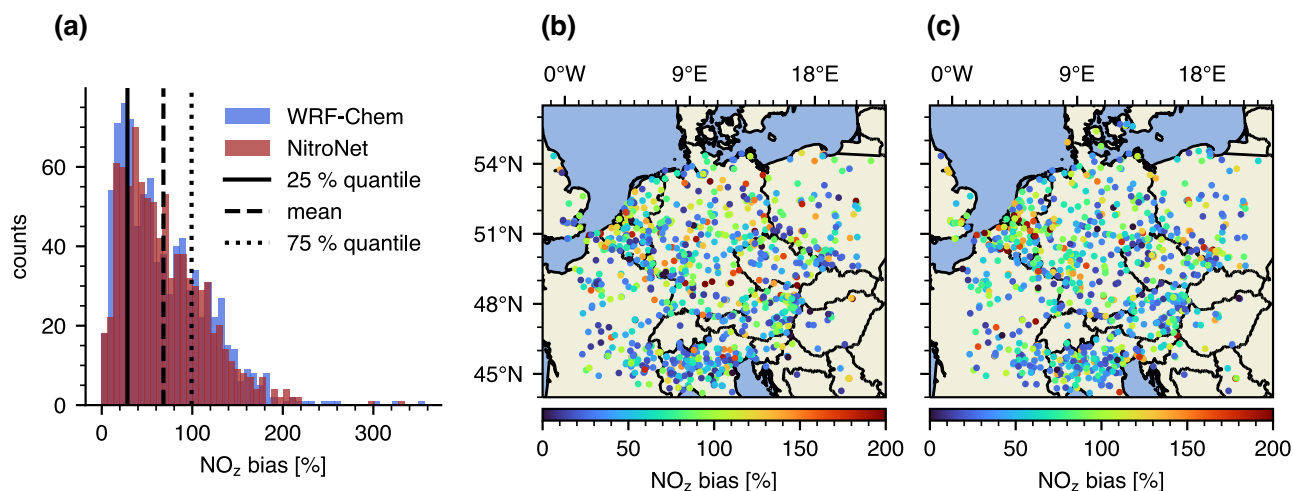 (a)
(b)
(c)
0°W 9°E 18°E
0°W 9°E 18°E
WRF-Chem
NitroNet
25 % quantile
mean
75 % quantile
counts
60
40
20
0
0 100 200 300
NOz bias [%]
54°N
51°N
48°N
45°N
0 50 100 150 200
NOz bias [%]
0 50 100 150 200
NOz bias [%]